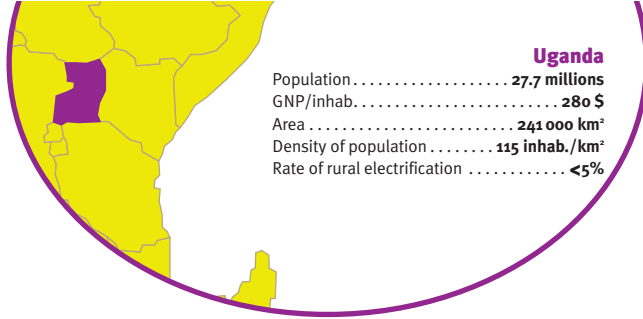 Uganda
Population. . . . . . . . . . . . . . . . . . 27.7 millions
GNP/inhab. . . . . . . . . . . . . . . . . . . . . 280 $
Area . . . . . . . . . . . . . . . . . . . . . 241 000 km²
Density of population . . . . . . . . 115 inhab./km²
Rate of rural electrification . . . . . . . . . . . . <5%